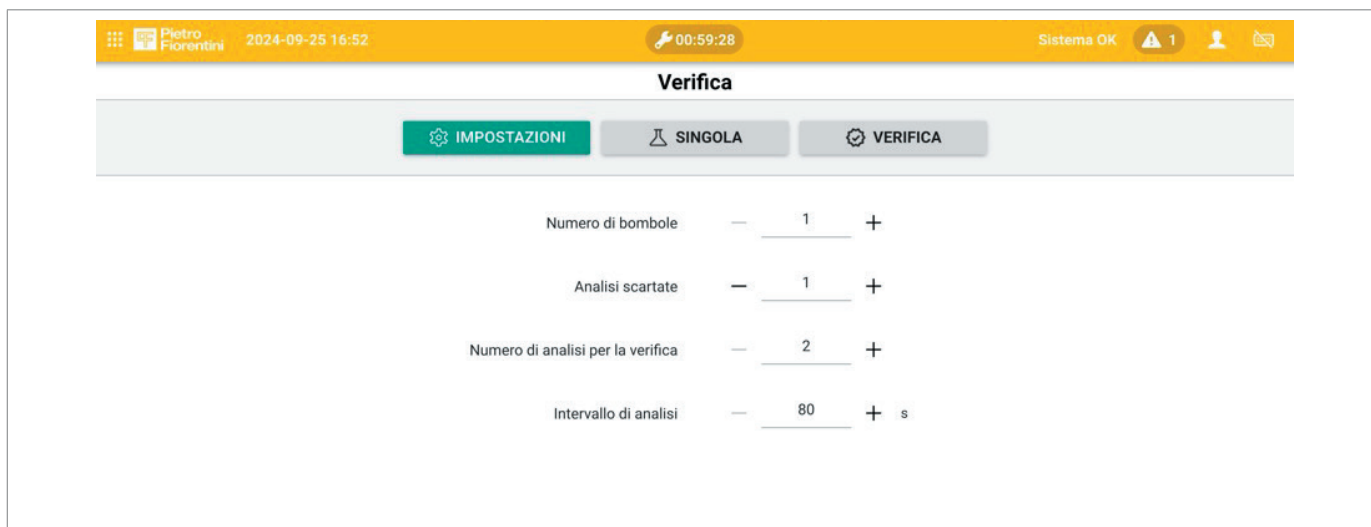 Pietro
Fiorentini
2024-09-25 16:52
00:59:28
Sistema OK
1
Verifica
IMPOSTAZIONI
SINGOLA
VERIFICA
Numero di bombole — 1 +
Analisi scartate — 1 +
Numero di analisi per la verifica — 2 +
Intervallo di analisi — 80 + s